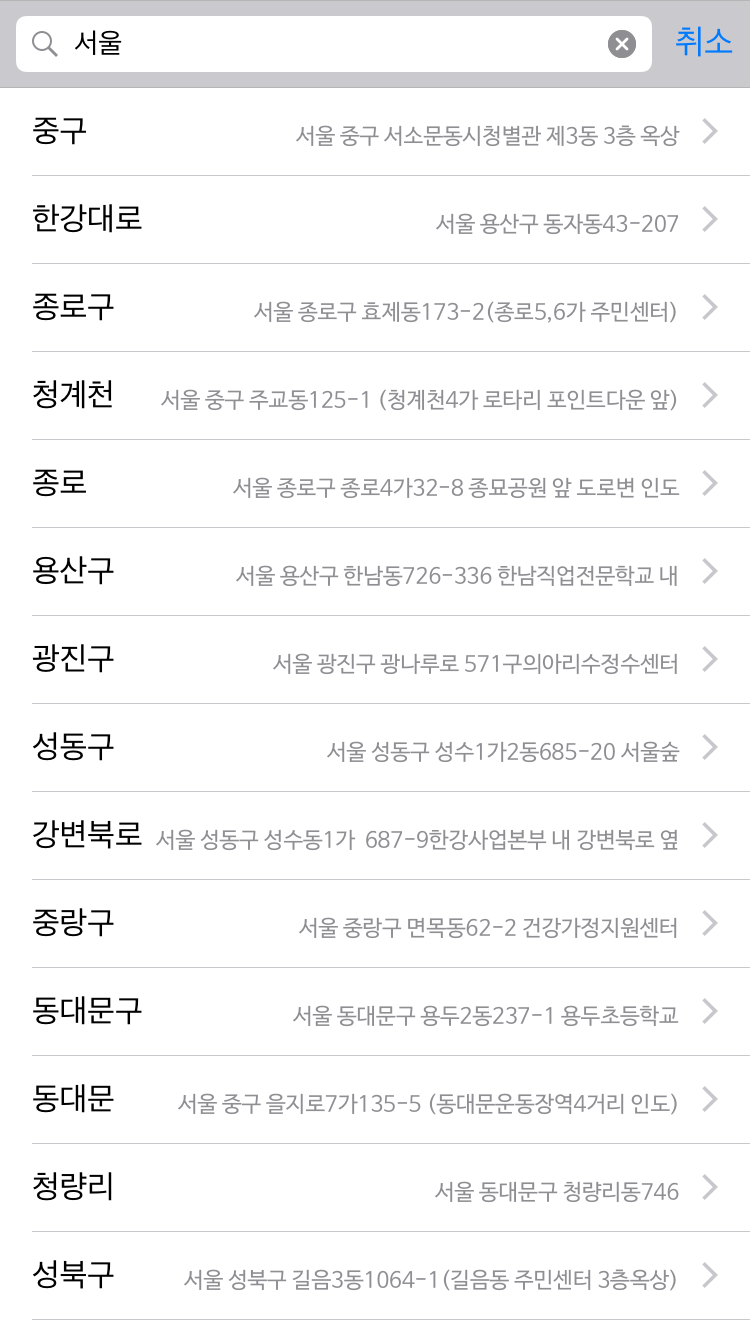 서울 취소
중구 서울 중구 서소문동시청별관 제3동 3층 옥상
한강대로 서울 용산구 동자동43-207
종로구 서울 종로구 효제동173-2(종로5,6가 주민센터)
청계천 서울 중구 주교동125-1 (청계천4가 로타리 포인트다운 앞)
종로 서울 종로구 종로4가32-8 종묘공원 앞 도로변 인도
용산구 서울 용산구 한남동726-336 한남직업전문학교 내
광진구 서울 광진구 광나루로 571구의아리수정수센터
성동구 서울 성동구 성수1가2동685-20 서울숲
강변북로 서울 성동구 성수동1가  687-9한강사업본부 내 강변북로 옆
중랑구 서울 중랑구 면목동62-2 건강가정지원센터
동대문구 서울 동대문구 용두2동237-1 용두초등학교
동대문 서울 중구 을지로7가135-5 (동대문운동장역4거리 인도)
청량리 서울 동대문구 청량리동746
성북구 서울 성북구 길음3동1064-1(길음동 주민센터 3층옥상)